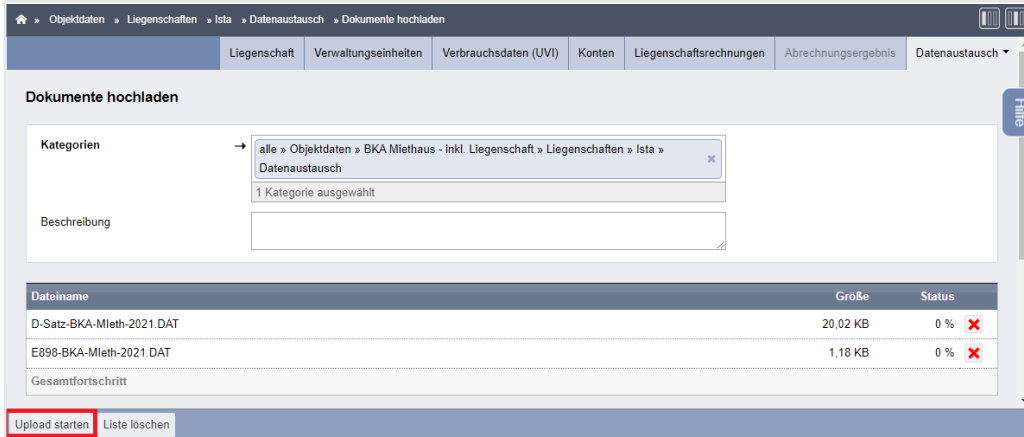 » Objektdaten » Liegenschaften » Ista » Datenaustausch » Dokumente hochladen
Liegenschaft Verwaltungseinheiten Verbrauchsdaten (UVI) Konten Liegenschaftsrechnungen Abrechnungsergebnis Datenaustausch
Hilfe
Dokumente hochladen
Kategorien → alle » Objektdaten » BKA Miethaus - inkl. Liegenschaft » Liegenschaften » Ista »
Datenaustausch
1 Kategorie ausgewählt
Beschreibung
Dateiname Größe Status
D-Satz-BKA-MIeth-2021.DAT 20,02 KB 0 %
E898-BKA-MIeth-2021.DAT 1,18 KB 0 %
Gesamtfortschritt
Upload starten Liste löschen